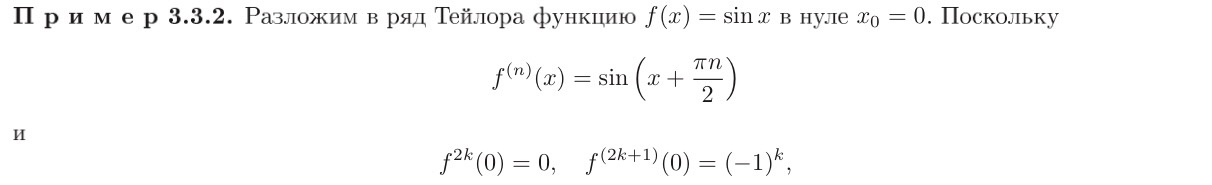 П р и м е р 3.3.2. Разложим в ряд Тейлора функцию f(x) = sin x в нуле x₀ = 0. Поскольку
f⁽ⁿ⁾(x) = sin(x + πn/2)
и
f²ᵏ(0) = 0, f⁽²ᵏ⁺¹⁾(0) = (−1)ᵏ,